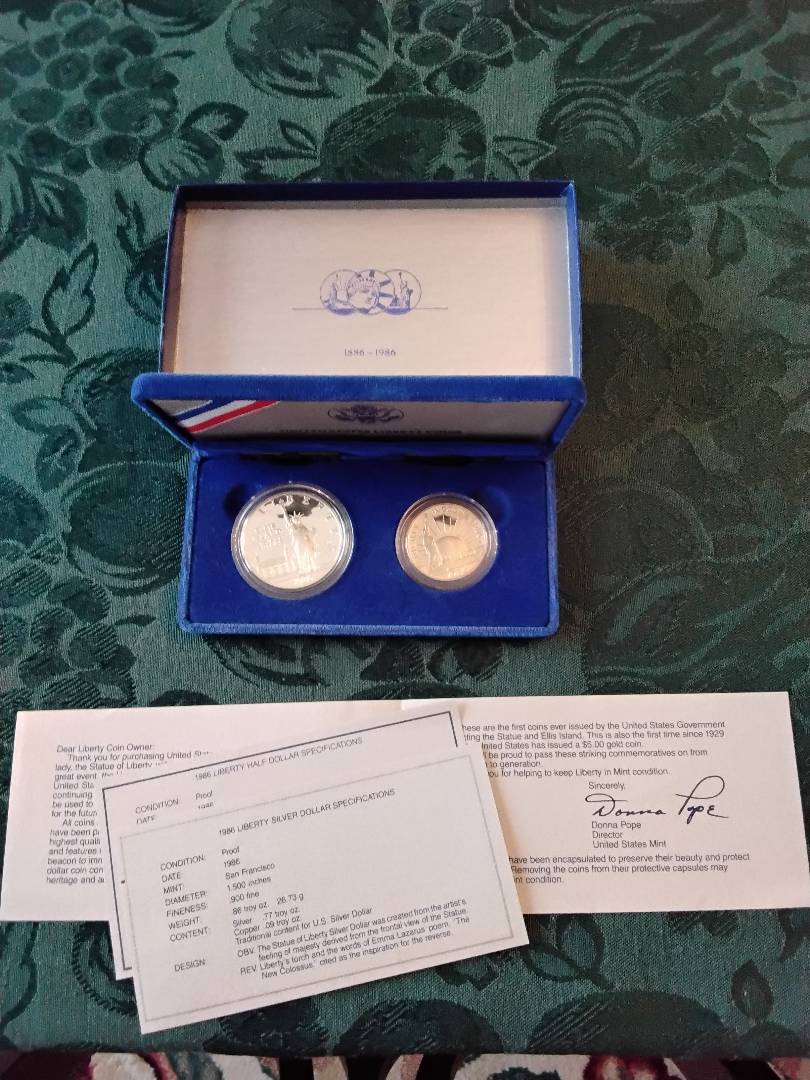 1886-1986
LIBERTY
Dear Liberty Coin Owner:
Thank you for purchasing United
lady, the Statue of Liberty
great event, the
United Sta
continuing
be used to
for the futur
All coins
have been p
highest quali
and features
beacon to imm
dollar coin com
heritage and a
hese are the first coins ever issued by the United States Government
ting the Statue and Ellis Island. This is also the first time since 1929
United States has issued a $5.00 gold coin.
be proud to pass these striking commemoratives on from
to generation.
ou for helping to keep Liberty in Mint condition.
Sincerely,
Donna Pope
Donna Pope
Director
United States Mint
have been encapsulated to preserve their beauty and protect
Removing the coins from their protective capsules may
nt condition.
1986 LIBERTY HALF DOLLAR SPECIFICATIONS
CONDITION: Proof
DATE: 1986
1986 LIBERTY SILVER DOLLAR SPECIFICATIONS
CONDITION: Proof
DATE: 1986
MINT: San Francisco
DIAMETER: 1.500 inches
FINENESS: .900 fine
WEIGHT: .86 troy oz. 26.73 g
CONTENT: Silver .77 troy oz.
Copper .09 troy oz.
Traditional content for U.S. Silver Dollar
DESIGN: OBV. The Statue of Liberty Silver Dollar was created from the artist's
feeling of majesty derived from the frontal view of the Statue.
REV. Liberty's torch and the words of Emma Lazarus' poem, "The
New Colossus," cited as the inspiration for the reverse.